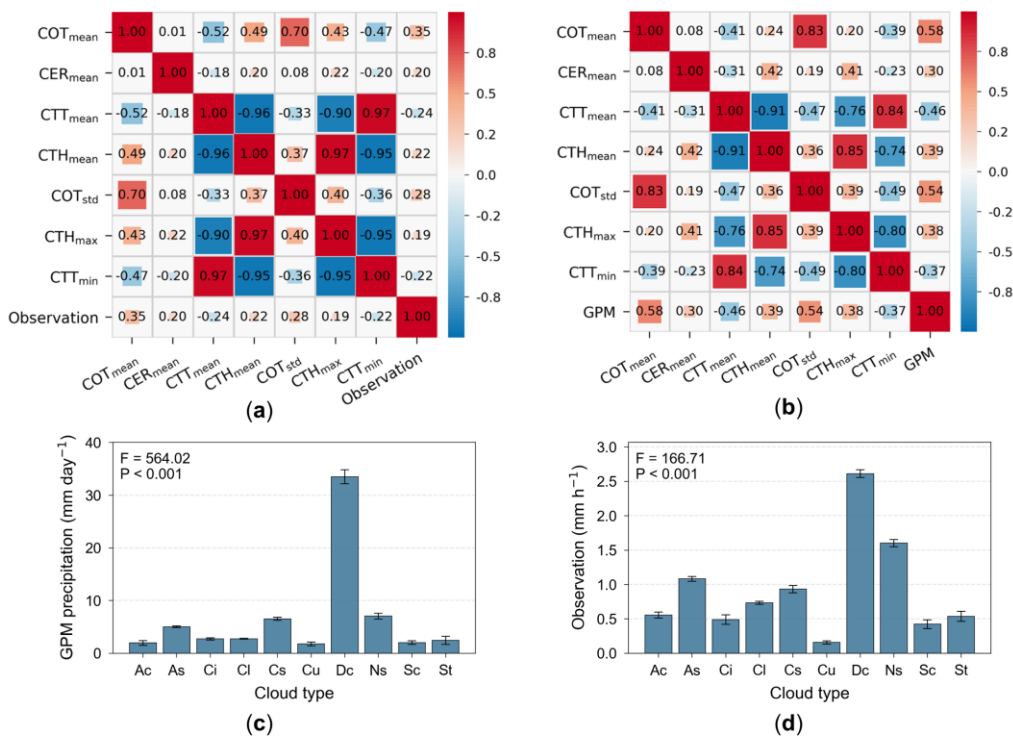 COTmean 1.00 0.01 -0.52 0.49 0.70 0.43 -0.47 0.35
CERmean 0.01 1.00 -0.18 0.20 0.08 0.22 -0.20 0.20
CTTmean -0.52 -0.18 1.00 -0.96 -0.33 -0.90 0.97 -0.24
CTHmean 0.49 0.20 -0.96 1.00 0.37 0.97 -0.95 0.22
COTstd 0.70 0.08 -0.33 0.37 1.00 0.40 -0.36 0.28
CTHmax 0.43 0.22 -0.90 0.97 0.40 1.00 -0.95 0.19
CTTmin -0.47 -0.20 0.97 -0.95 -0.36 -0.95 1.00 -0.22
Observation 0.35 0.20 -0.24 0.22 0.28 0.19 -0.22 1.00
COTmean CERmean CTTmean CTHmean COTstd CTHmax CTTmin Observation
0.8
0.5
0.2
0.0
-0.2
-0.5
-0.8
(a)
COTmean 1.00 0.08 -0.41 0.24 0.83 0.20 -0.39 0.58
CERmean 0.08 1.00 -0.31 0.42 0.19 0.41 -0.23 0.30
CTTmean -0.41 -0.31 1.00 -0.91 -0.47 -0.76 0.84 -0.46
CTHmean 0.24 0.42 -0.91 1.00 0.36 0.85 -0.74 0.39
COTstd 0.83 0.19 -0.47 0.36 1.00 0.39 -0.49 0.54
CTHmax 0.20 0.41 -0.76 0.85 0.39 1.00 -0.80 0.38
CTTmin -0.39 -0.23 0.84 -0.74 -0.49 -0.80 1.00 -0.37
GPM 0.58 0.30 -0.46 0.39 0.54 0.38 -0.37 1.00
COTmean CERmean CTTmean CTHmean COTstd CTHmax CTTmin GPM
0.8
0.5
0.2
0.0
-0.2
-0.5
-0.8
(b)
GPM precipitation (mm day⁻¹)
40
30
20
10
0
F = 564.02
P < 0.001
Ac As Ci Cl Cs Cu Dc Ns Sc St
Cloud type
(c)
Observation (mm h⁻¹)
3.0
2.5
2.0
1.5
1.0
0.5
0.0
F = 166.71
P < 0.001
Ac As Ci Cl Cs Cu Dc Ns Sc St
Cloud type
(d)